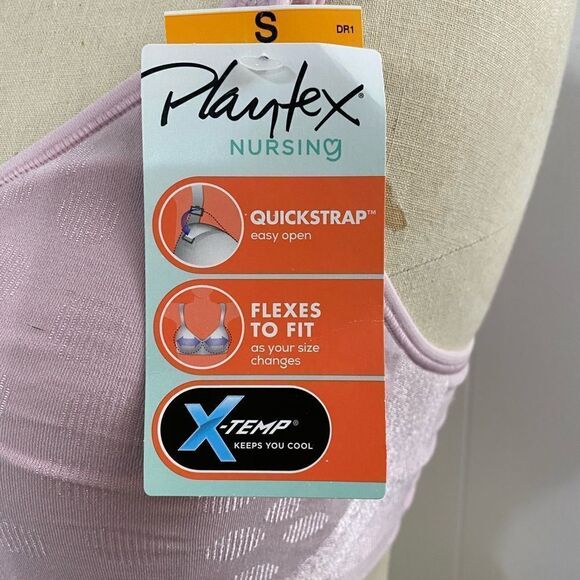 S DR1
Playtex®
NURSING
QUICKSTRAP™
easy open
FLEXES
TO FIT
as your size
changes
X-TEMP®
KEEPS YOU COOL